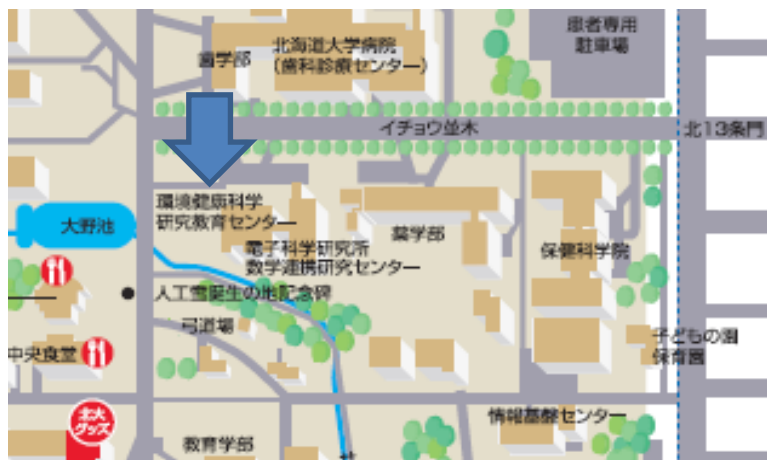 患者専用
駐車場
歯学部
北海道大学病院
（歯科診療センター）
イチョウ並木
北13条門
環境健康科学
研究教育センター
大野池
薬学部
電子科学研究所
数学連携研究センター
保健科学院
人工雪誕生の地記念碑
弓道場
中央食堂
子どもの園
保育園
北大
グッズ
情報基盤センター
教育学部